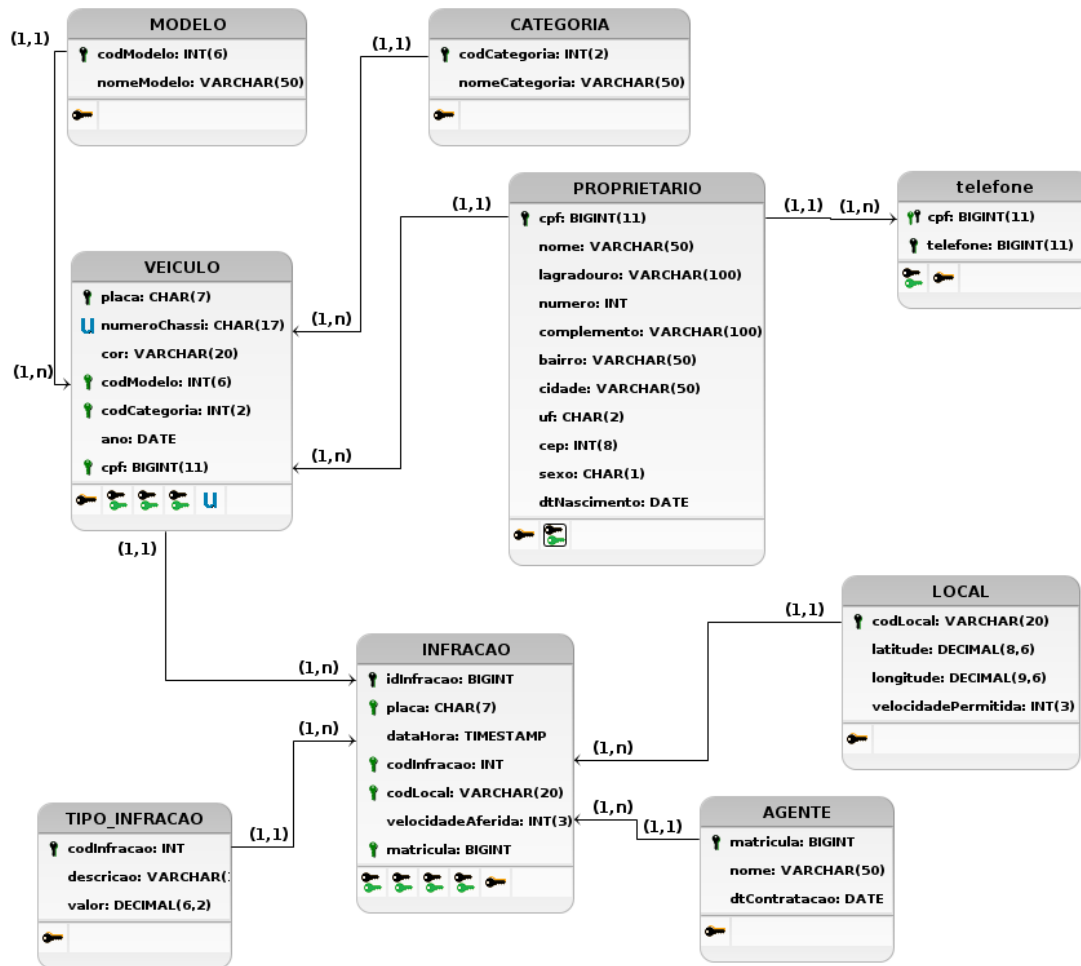 MODELO
codModelo: INT(6)
nomeModelo: VARCHAR(50)
(1,1)
(1,n)
CATEGORIA
codCategoria: INT(2)
nomeCategoria: VARCHAR(50)
(1,1)
(1,n)
PROPRIETARIO
cpf: BIGINT(11)
nome: VARCHAR(50)
lagradouro: VARCHAR(100)
numero: INT
complemento: VARCHAR(100)
bairro: VARCHAR(50)
cidade: VARCHAR(50)
uf: CHAR(2)
cep: INT(8)
sexo: CHAR(1)
dtNascimento: DATE
(1,1)
(1,n)
(1,1)
(1,n)
telefone
cpf: BIGINT(11)
telefone: BIGINT(11)
VEICULO
placa: CHAR(7)
u numeroChassi: CHAR(17)
cor: VARCHAR(20)
codModelo: INT(6)
codCategoria: INT(2)
ano: DATE
cpf: BIGINT(11)
u
(1,1)
(1,n)
INFRACAO
idInfracao: BIGINT
placa: CHAR(7)
dataHora: TIMESTAMP
codInfracao: INT
codLocal: VARCHAR(20)
velocidadeAferida: INT(3)
matricula: BIGINT
LOCAL
codLocal: VARCHAR(20)
latitude: DECIMAL(8,6)
longitude: DECIMAL(9,6)
velocidadePermitida: INT(3)
(1,1)
(1,n)
TIPO_INFRACAO
codInfracao: INT
descricao: VARCHAR(
valor: DECIMAL(6,2)
(1,1)
(1,n)
AGENTE
matricula: BIGINT
nome: VARCHAR(50)
dtContratacao: DATE
(1,1)
(1,n)